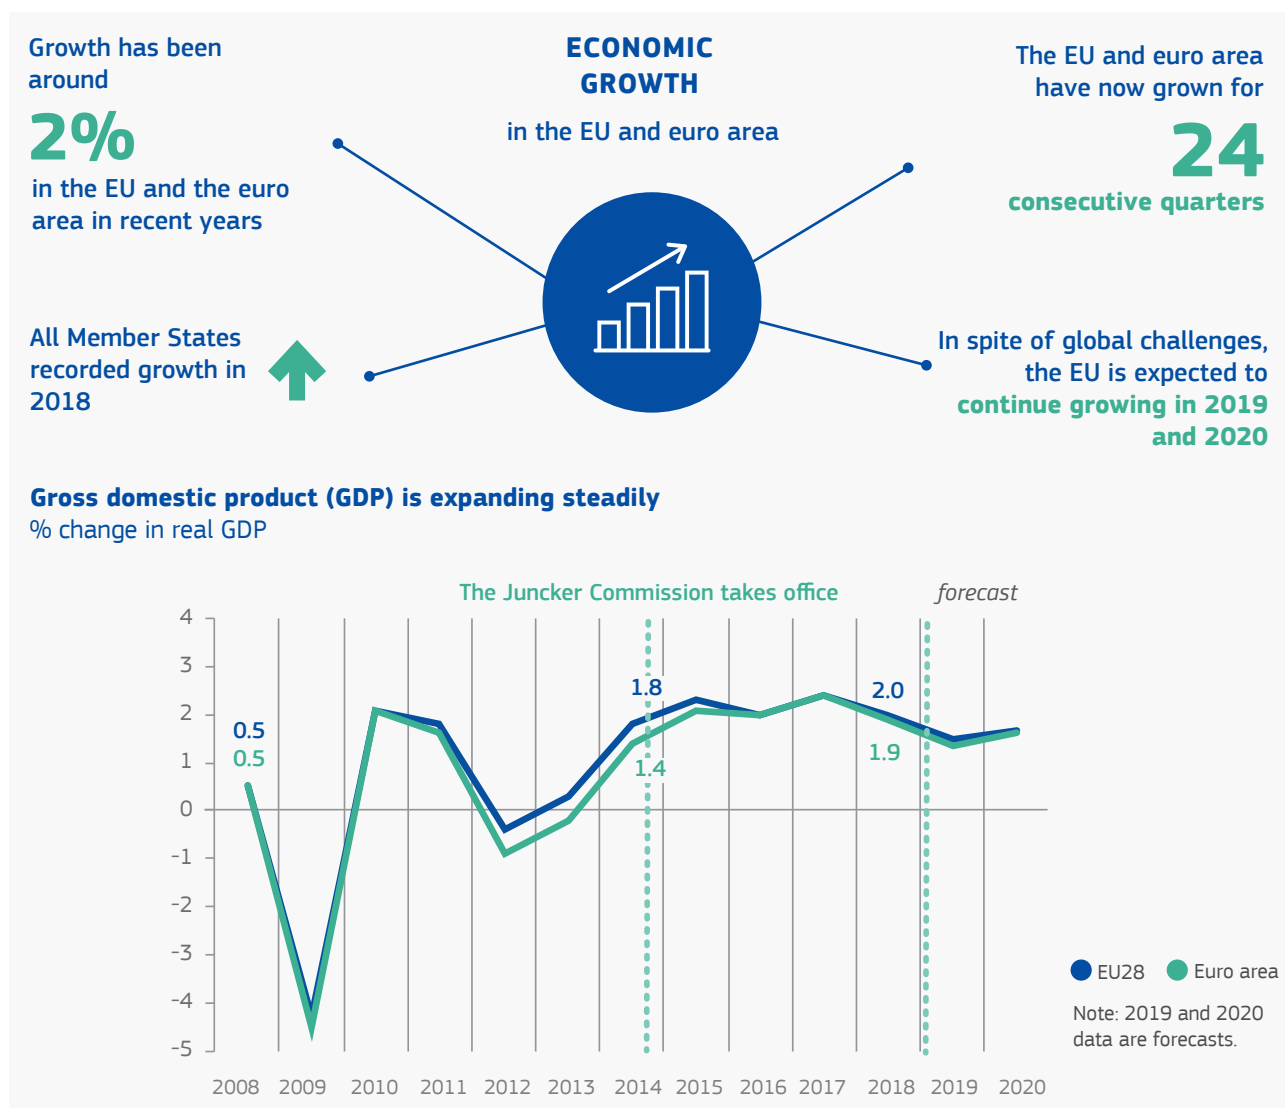 Growth has been
around
2%
in the EU and the euro
area in recent years
ECONOMIC
GROWTH
in the EU and euro area
The EU and euro area
have now grown for
24
consecutive quarters
All Member States
recorded growth in
2018
In spite of global challenges,
the EU is expected to
continue growing in 2019
and 2020
Gross domestic product (GDP) is expanding steadily
% change in real GDP
The Juncker Commission takes office
forecast
4
3
2
1
0
-1
-2
-3
-4
-5
0.5
0.5
1.8
1.4
2.0
1.9
EU28
Euro area
Note: 2019 and 2020
data are forecasts.
2008 2009 2010 2011 2012 2013 2014 2015 2016 2017 2018 2019 2020